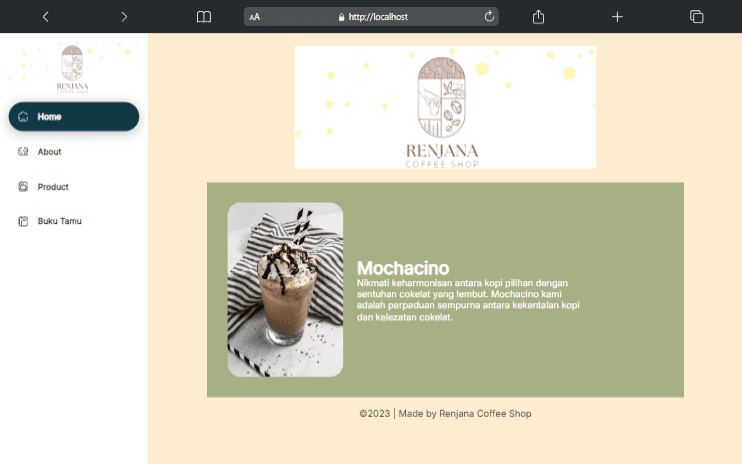 AA
http://localhost
RENJANA
COFFEE SHOP
Home
About
Product
Buku Tamu
RENJANA
COFFEE SHOP
Mochacino
Nikmati keharmonisan antara kopi pilihan dengan
sentuhan cokelat yang lembut. Mochacino kami
adalah perpaduan sempurna antara kekentalan kopi
dan kelezatan cokelat.
©2023 | Made by Renjana Coffee Shop